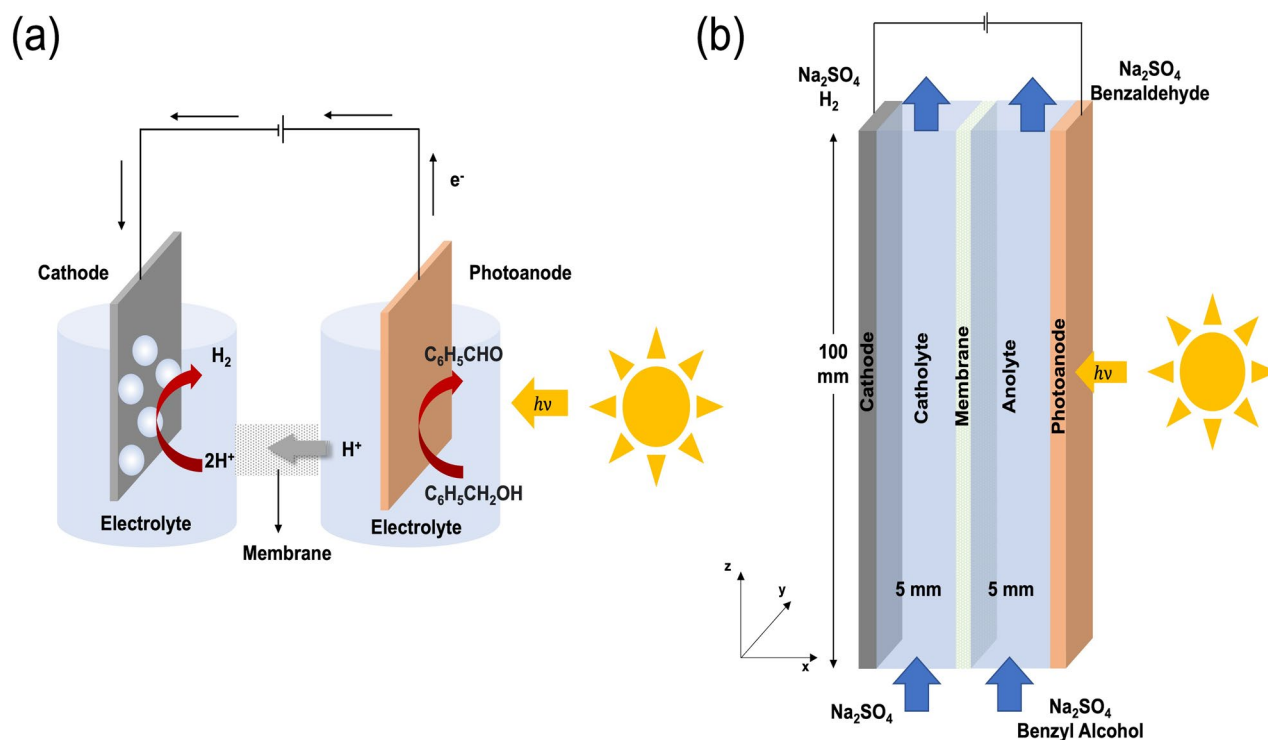 (a)
e⁻
Cathode
Photoanode
H₂
C₆H₅CHO
hν
2H⁺
H⁺
C₆H₅CH₂OH
Electrolyte
Electrolyte
Membrane
(b)
Na₂SO₄
H₂
Na₂SO₄
Benzaldehyde
100
mm
Cathode
Catholyte
Membrane
Anolyte
Photoanode
hν
5 mm
5 mm
z
y
x
Na₂SO₄
Na₂SO₄
Benzyl Alcohol